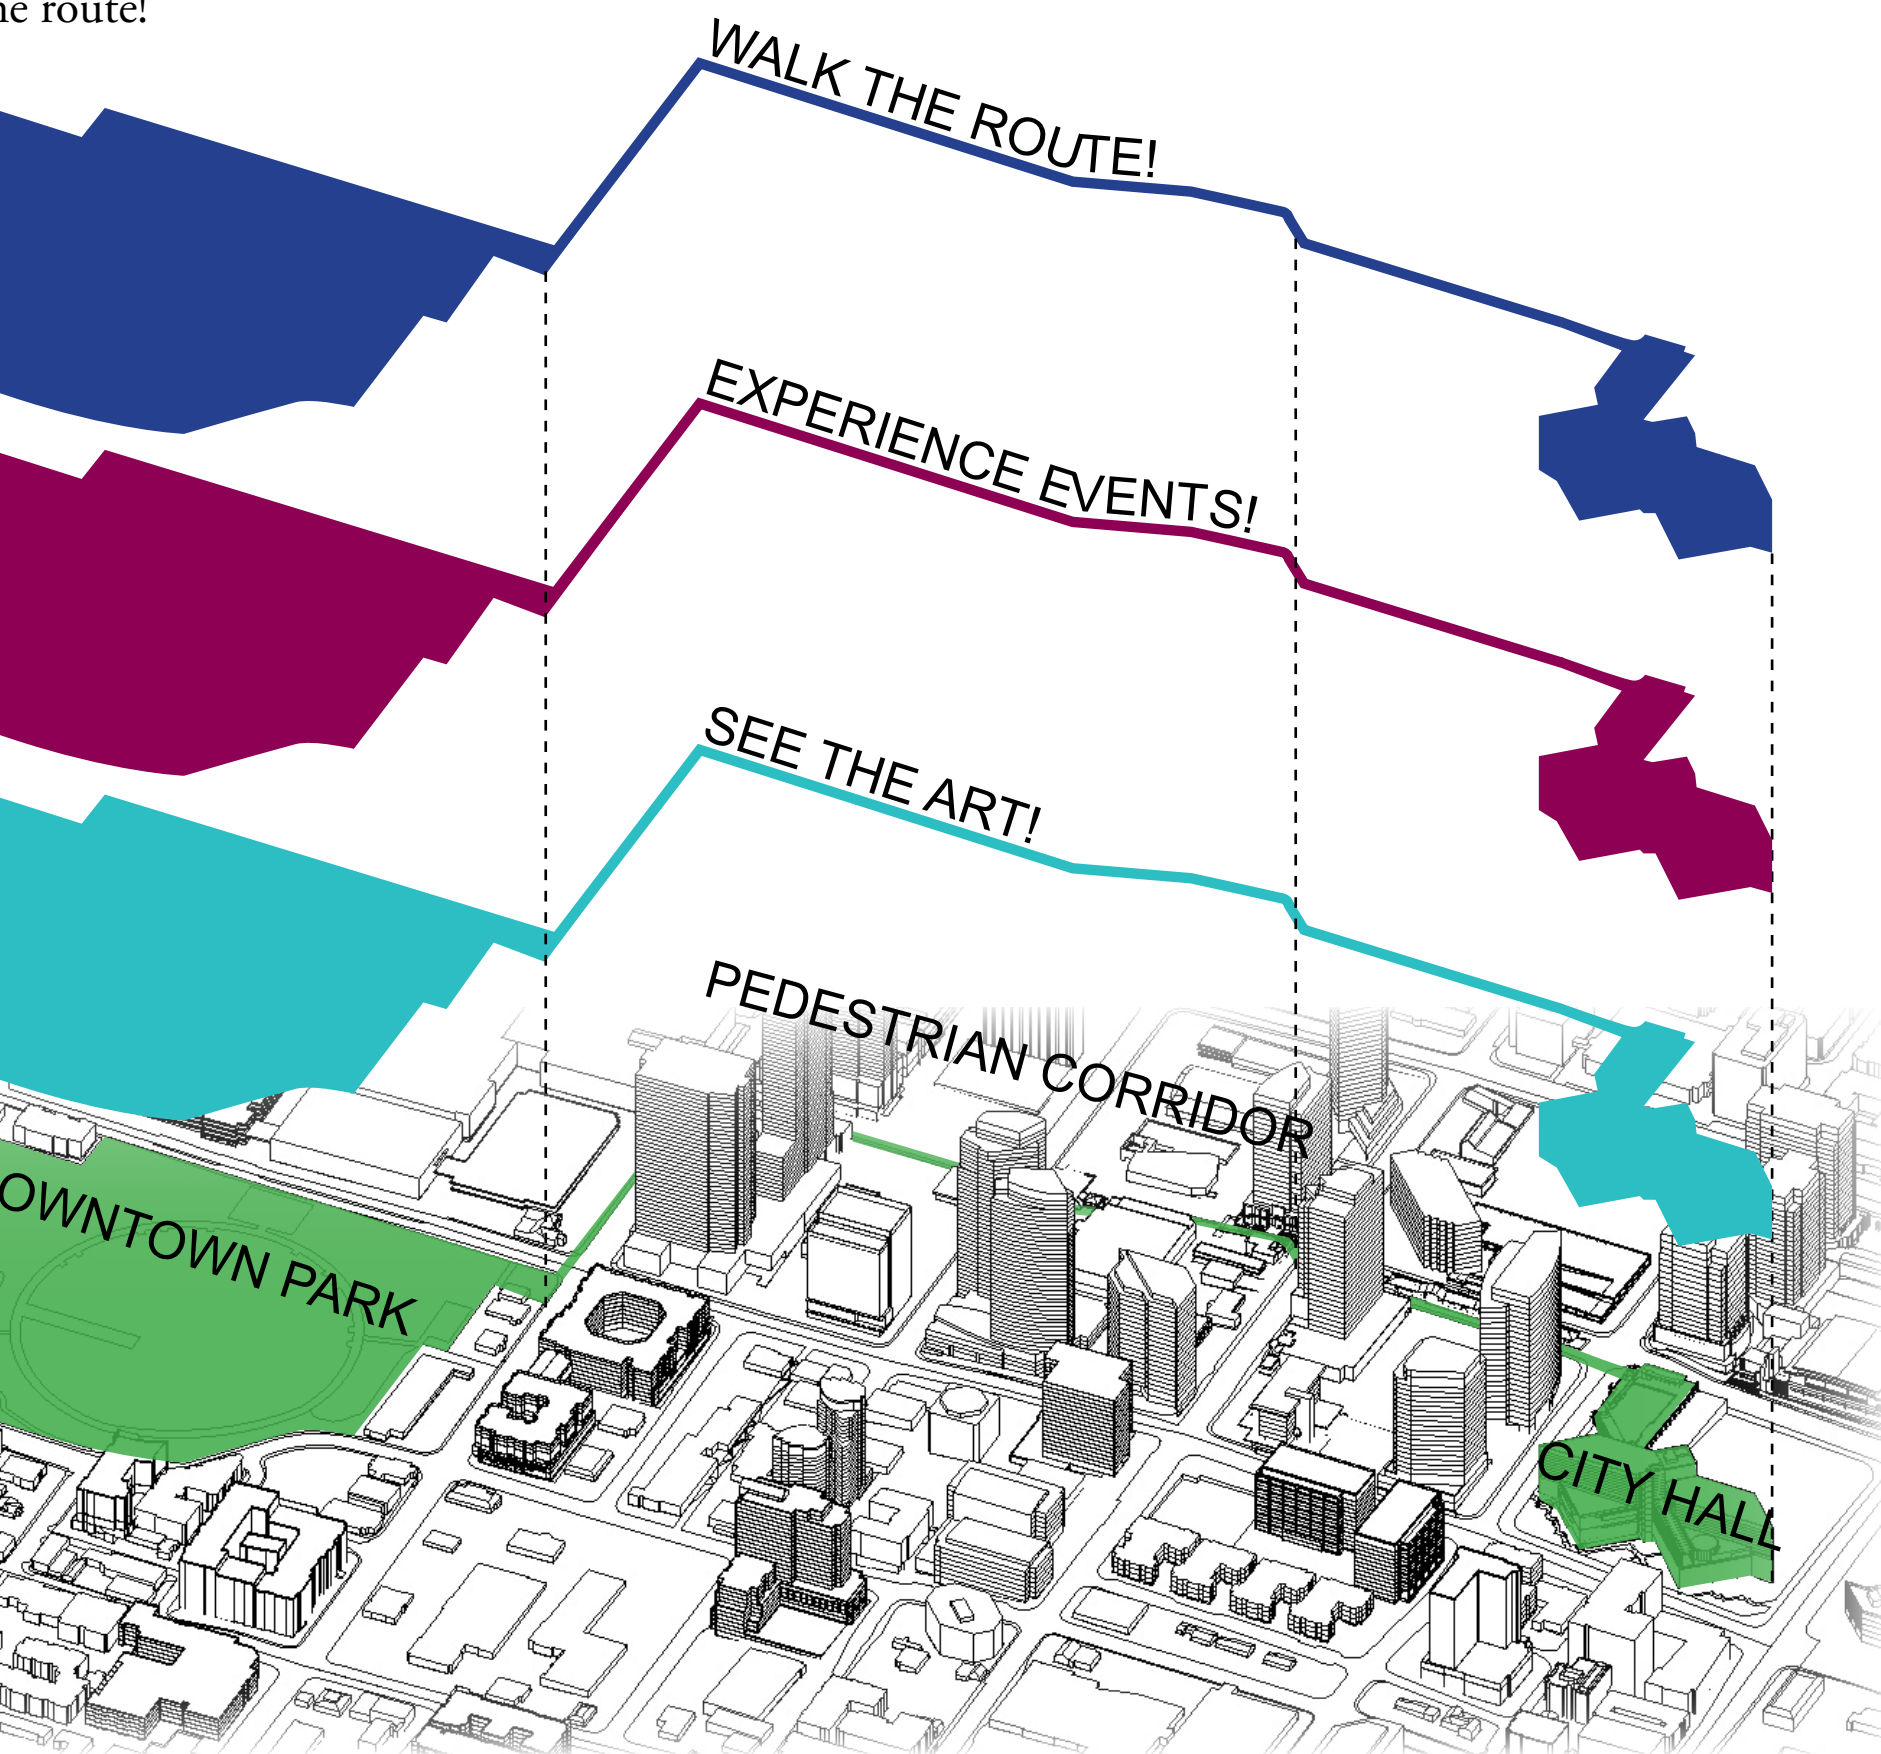 he route!
WALK THE ROUTE!
EXPERIENCE EVENTS!
SEE THE ART!
PEDESTRIAN CORRIDOR
OWNTOWN PARK
CITY HALL